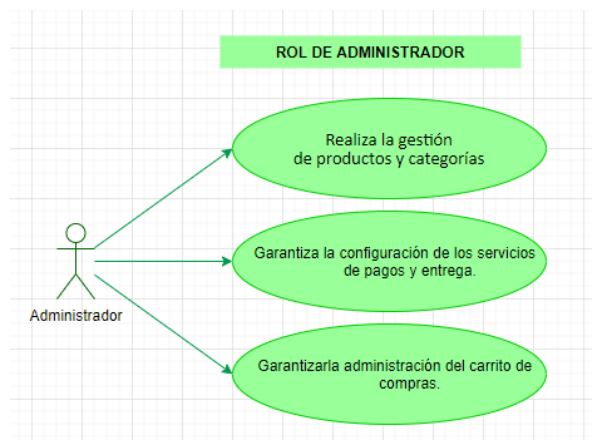 ROL DE ADMINISTRADOR
Realiza la gestión
de productos y categorías
Garantiza la configuración de los servicios
de pagos y entrega.
Administrador
Garantizarla administración del carrito de
compras.